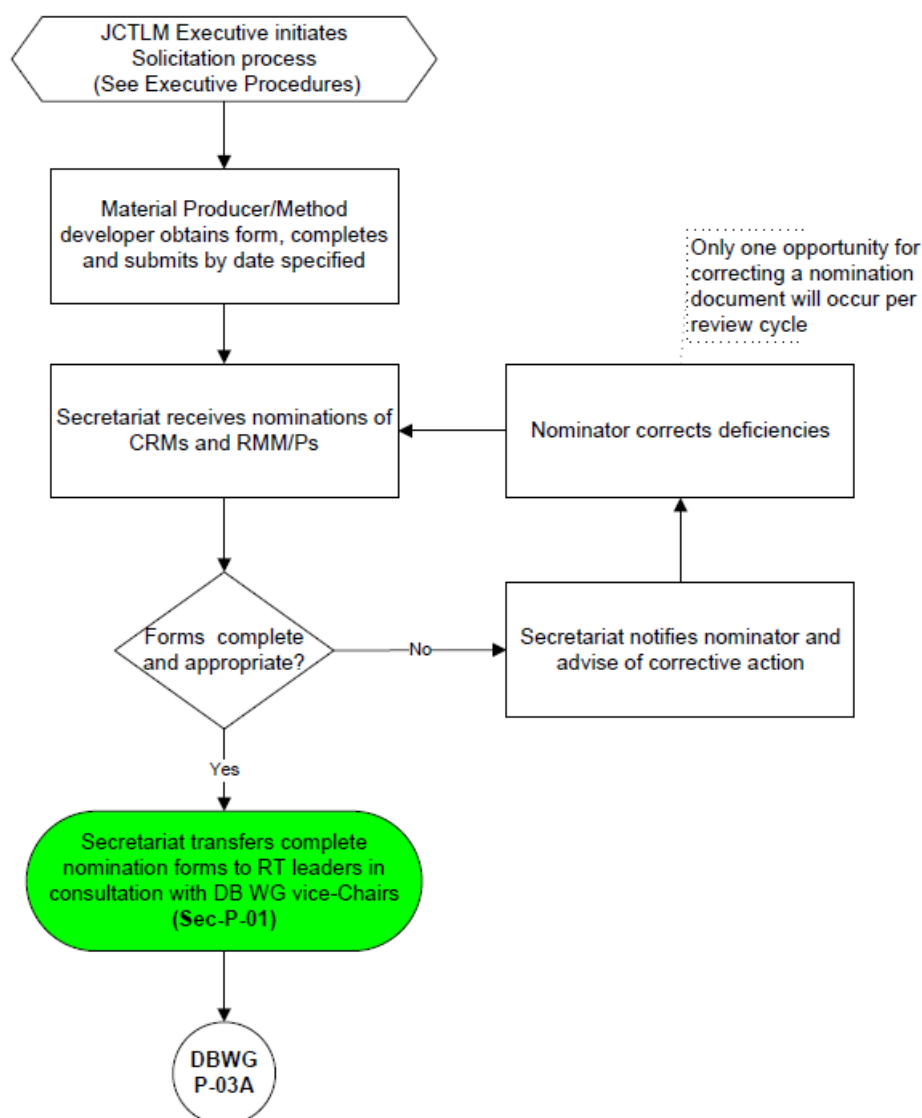 JCTLM Executive initiates
Solicitation process
(See Executive Procedures)
Material Producer/Method
developer obtains form, completes
and submits by date specified
Only one opportunity for
correcting a nomination
document will occur per
review cycle
Secretariat receives nominations of
CRMs and RMM/Ps
Nominator corrects deficiencies
Forms complete
and appropriate?
No
Secretariat notifies nominator and
advise of corrective action
Yes
Secretariat transfers complete
nomination forms to RT leaders in
consultation with DB WG vice-Chairs
(Sec-P-01)
DBWG
P-03A